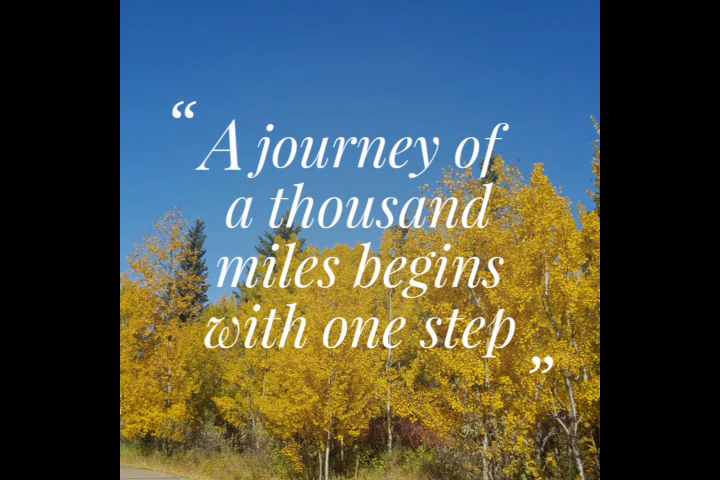 “ A journey of
a thousand
miles begins
with one step ”